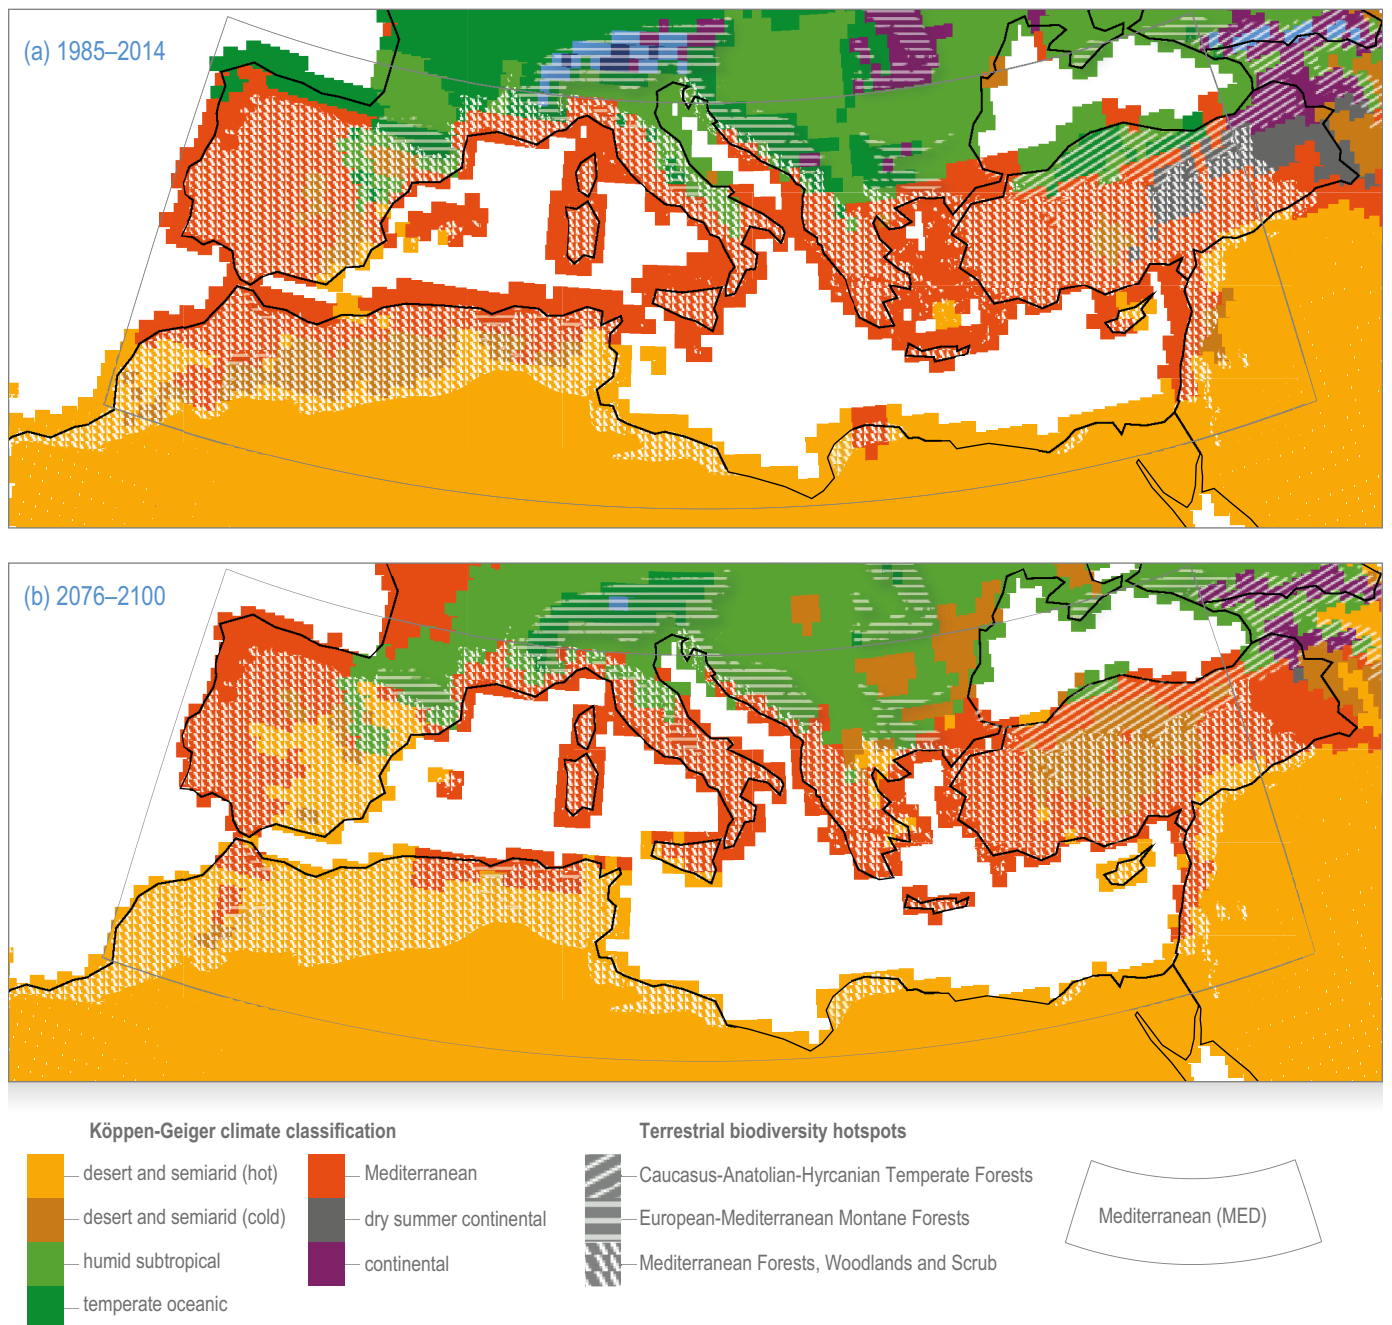 (a) 1985–2014
(b) 2076–2100
Köppen-Geiger climate classification
desert and semiarid (hot)
desert and semiarid (cold)
humid subtropical
temperate oceanic
Mediterranean
dry summer continental
continental
Terrestrial biodiversity hotspots
Caucasus-Anatolian-Hyrcanian Temperate Forests
European-Mediterranean Montane Forests
Mediterranean Forests, Woodlands and Scrub
Mediterranean (MED)